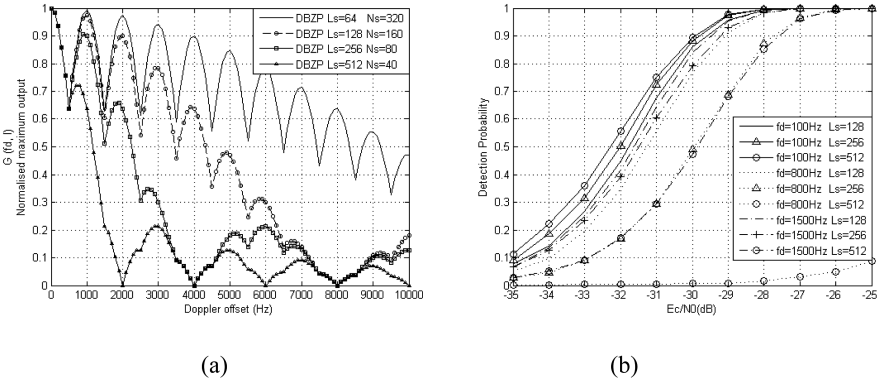 (a)
1
0.9
0.8
0.7
0.6
0.5
0.4
0.3
0.2
0.1
0
G (fd, l)
Normalised maximum output
0 1000 2000 3000 4000 5000 6000 7000 8000 9000 10000
Doppler offset (Hz)
DBZP Ls=64 Ns=320
DBZP Ls=128 Ns=160
DBZP Ls=256 Ns=80
DBZP Ls=512 Ns=40
(a)
1
0.9
0.8
0.7
0.6
0.5
0.4
0.3
0.2
0.1
0
Detection Probability
-35 -34 -33 -32 -31 -30 -29 -28 -27 -26 -25
Ec/N0(dB)
fd=100Hz Ls=128
fd=100Hz Ls=256
fd=100Hz Ls=512
fd=800Hz Ls=128
fd=800Hz Ls=256
fd=800Hz Ls=512
fd=1500Hz Ls=128
fd=1500Hz Ls=256
fd=1500Hz Ls=512
(b)